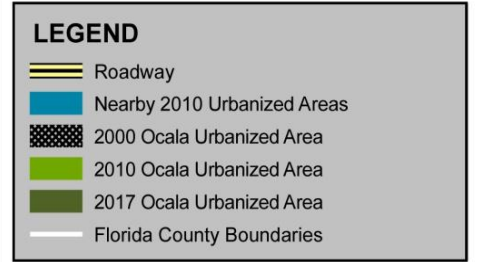 LEGEND
Roadway
Nearby 2010 Urbanized Areas
2000 Ocala Urbanized Area
2010 Ocala Urbanized Area
2017 Ocala Urbanized Area
Florida County Boundaries